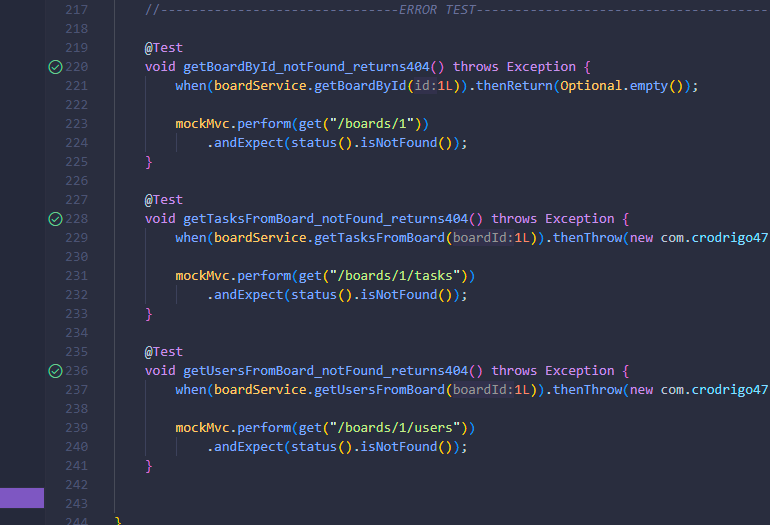 217 //-------------------------------ERROR TEST--------------------------------------
218
219 @Test
220 void getBoardById_notFound_returns404() throws Exception {
221 when(boardService.getBoardById(id:1L)).thenReturn(Optional.empty());
222
223 mockMvc.perform(get("/boards/1"))
224 .andExpect(status().isNotFound());
225 }
226
227 @Test
228 void getTasksFromBoard_notFound_returns404() throws Exception {
229 when(boardService.getTasksFromBoard(boardId:1L)).thenThrow(new com.crodrigo47
230
231 mockMvc.perform(get("/boards/1/tasks"))
232 .andExpect(status().isNotFound());
233 }
234
235 @Test
236 void getUsersFromBoard_notFound_returns404() throws Exception {
237 when(boardService.getUsersFromBoard(boardId:1L)).thenThrow(new com.crodrigo47
238
239 mockMvc.perform(get("/boards/1/users"))
240 .andExpect(status().isNotFound());
241 }
242
243
244 }